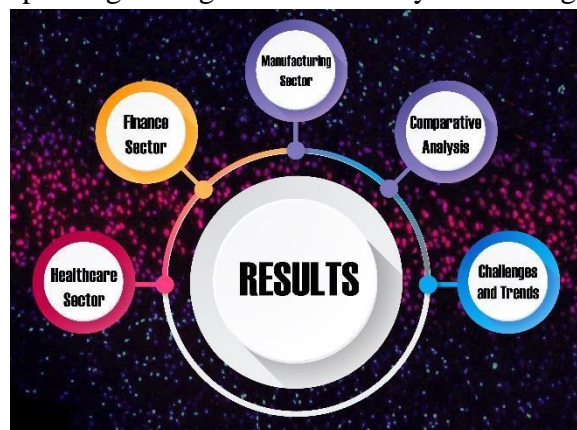 Healthcare
Sector
Finance
Sector
Manufacturing
Sector
Comparative
Analysis
Challenges
and Trends
RESULTS